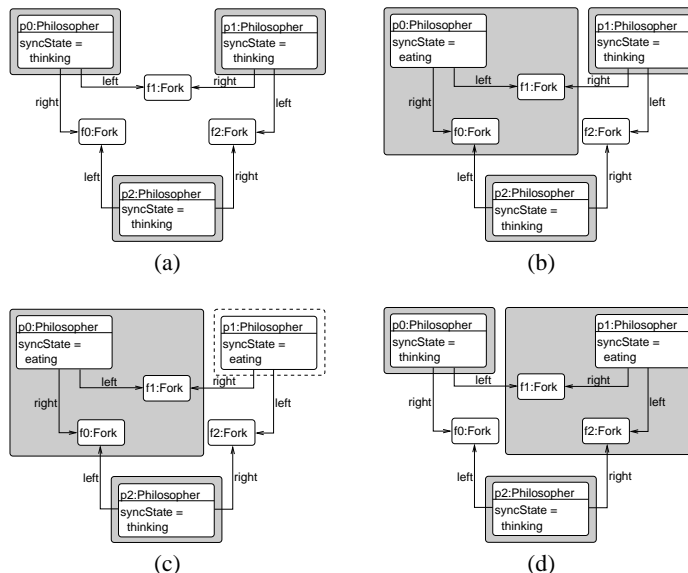 p0:Philosopher
syncState =
thinking
p1:Philosopher
syncState =
thinking
left
right
f1:Fork
right
left
f0:Fork
f2:Fork
left
right
p2:Philosopher
syncState =
thinking
(a)
p0:Philosopher
syncState =
eating
p1:Philosopher
syncState =
thinking
left
right
f1:Fork
right
left
f0:Fork
f2:Fork
left
right
p2:Philosopher
syncState =
thinking
(b)
p0:Philosopher
syncState =
eating
p1:Philosopher
syncState =
eating
left
right
f1:Fork
right
left
f0:Fork
f2:Fork
left
right
p2:Philosopher
syncState =
thinking
(c)
p0:Philosopher
syncState =
thinking
p1:Philosopher
syncState =
eating
left
right
f1:Fork
right
left
f0:Fork
f2:Fork
left
right
p2:Philosopher
syncState =
thinking
(d)